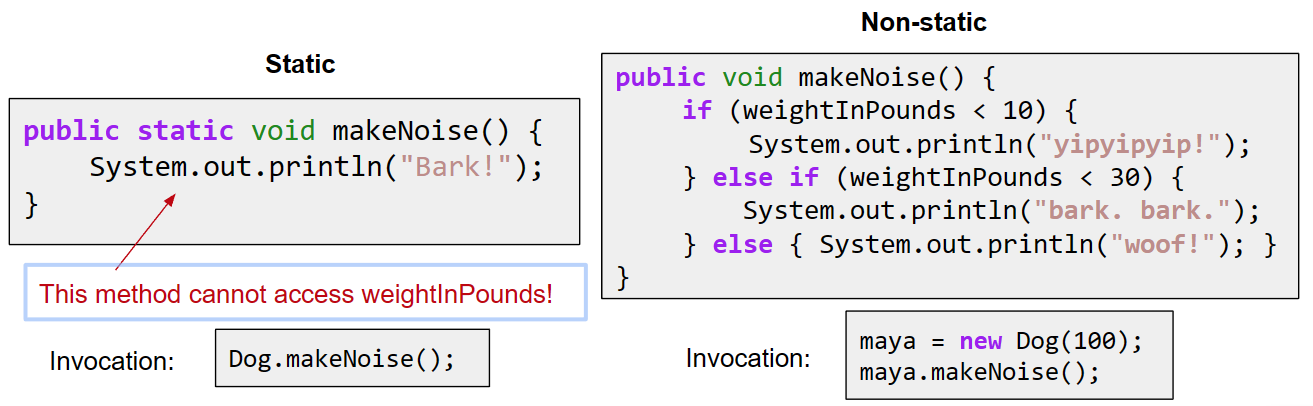 Static
public static void makeNoise() {
    System.out.println("Bark!");
}
This method cannot access weightInPounds!
Invocation:
Dog.makeNoise();
Non-static
public void makeNoise() {
    if (weightInPounds < 10) {
        System.out.println("yipyipyip!");
    } else if (weightInPounds < 30) {
        System.out.println("bark. bark.");
    } else { System.out.println("woof!"); }
}
Invocation:
maya = new Dog(100);
maya.makeNoise();